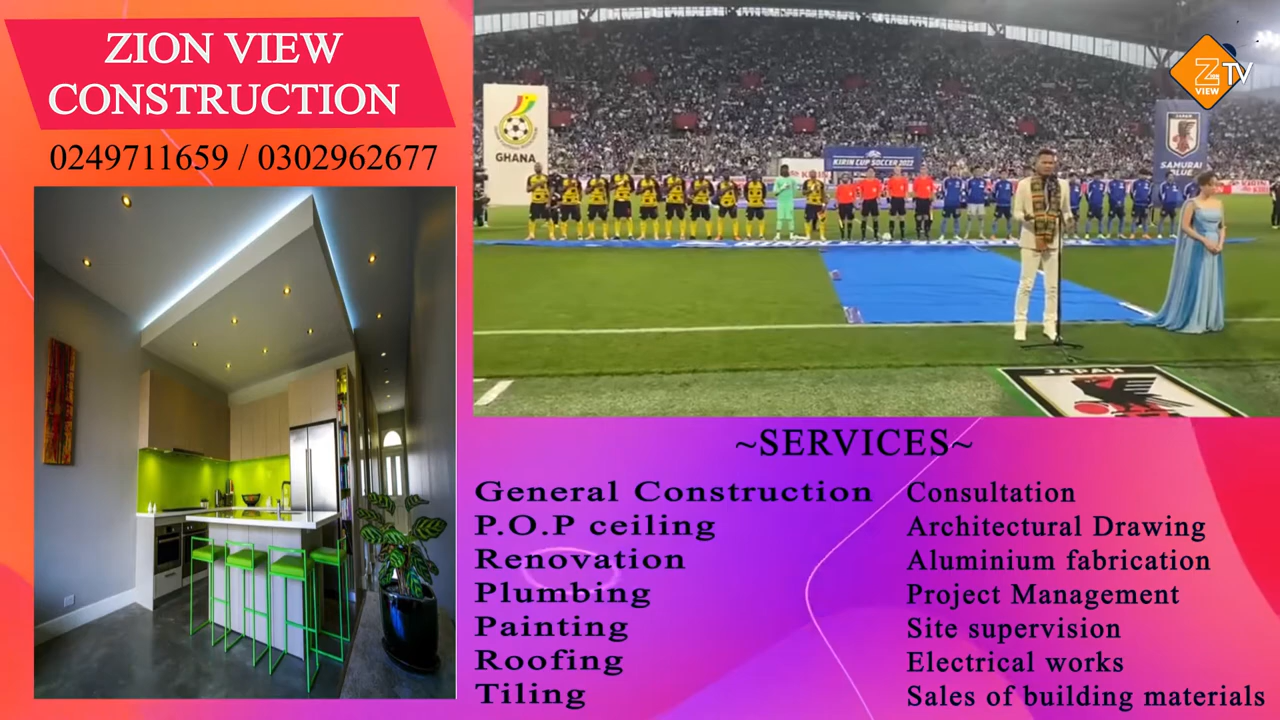 ZION VIEW
CONSTRUCTION
0249711659 / 0302962677
Z
VIEW
TV
GHANA
KIRIN CUP SOCCER 2022
JAPAN
SAMURAI
BLUE
JAPAN
~SERVICES~
General Construction
P.O.P ceiling
Renovation
Plumbing
Painting
Roofing
Tiling
Consultation
Architectural Drawing
Aluminium fabrication
Project Management
Site supervision
Electrical works
Sales of building materials